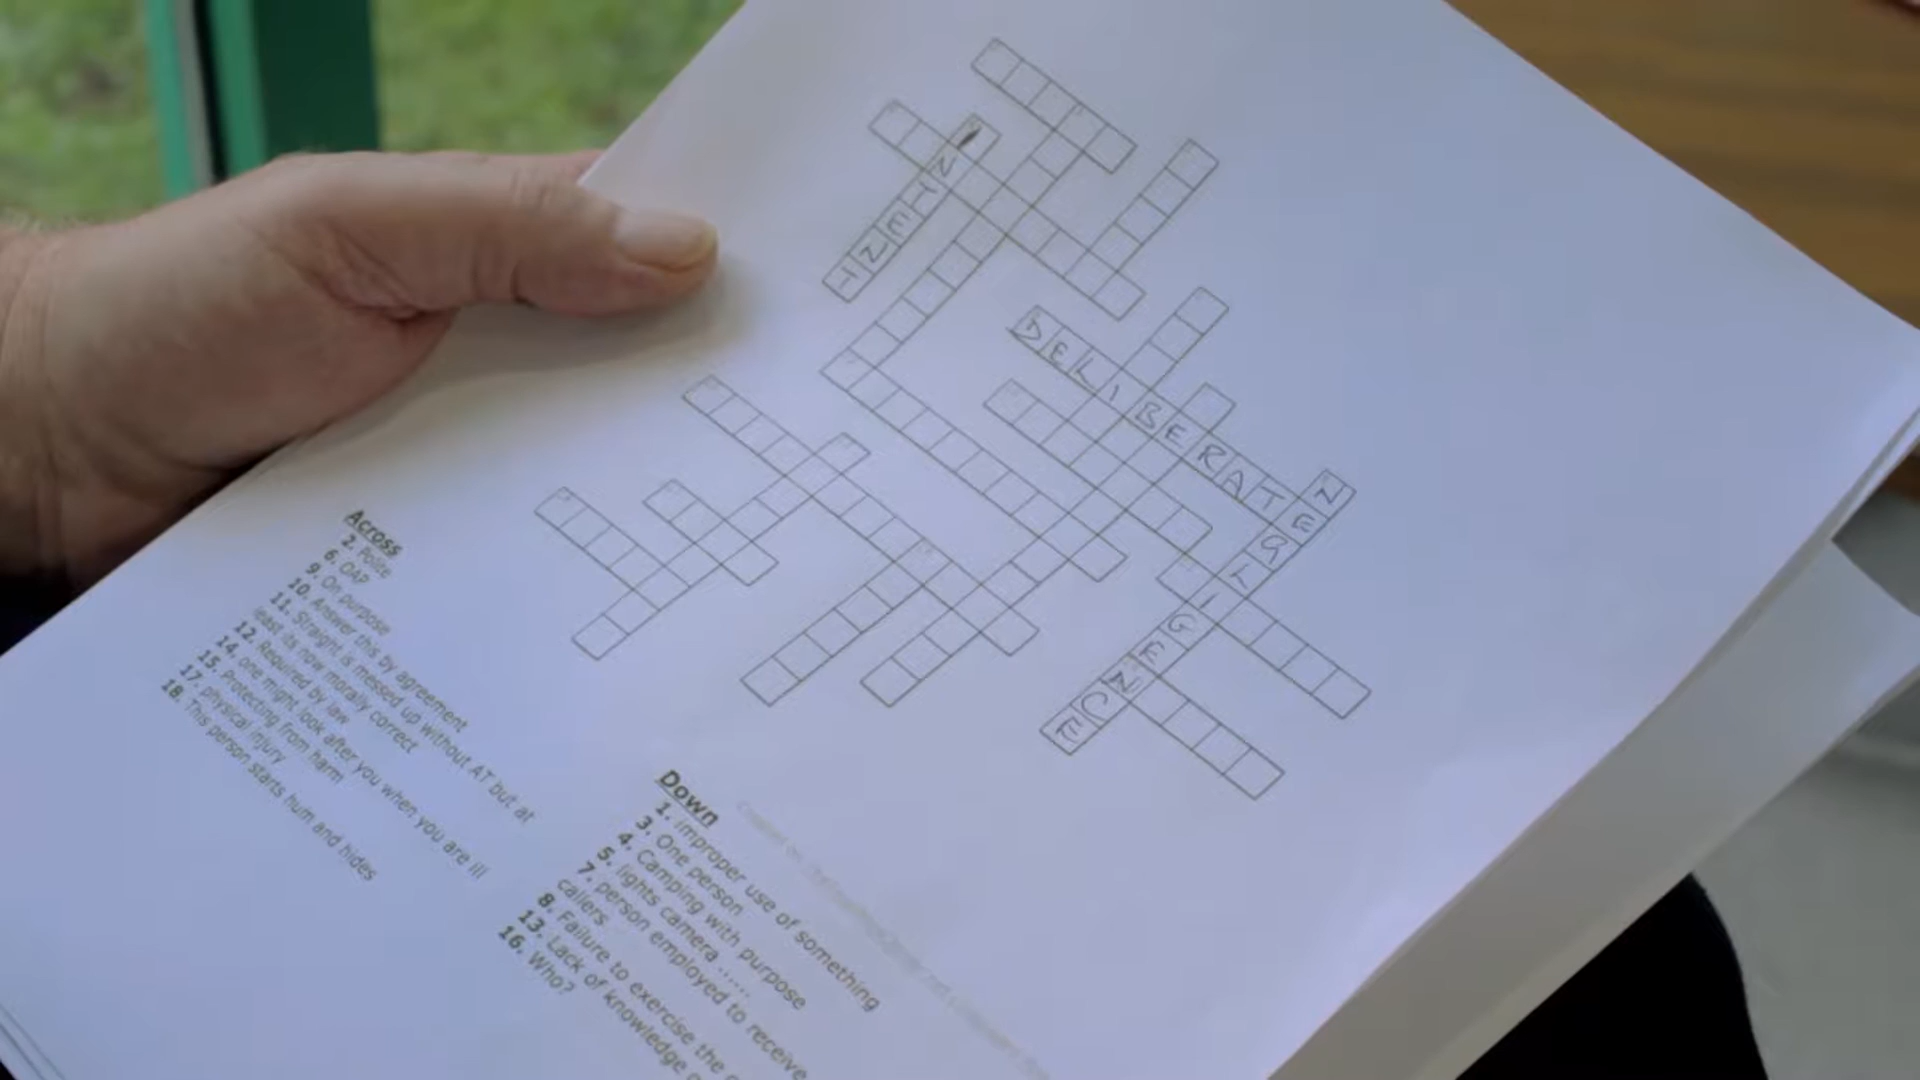 INTENT
DELIBERATE
NERLIGENCE
Across
2. Polite
6. OAP
9. On purpose
10. Answer this by agreement
11. Straight is messed up without AT but at
least its now morally correct
12. Required by law
14. one might look after you when you are ill
15. Protecting from harm
17. physical injury
18. This person starts hum and hides
Down
1. improper use of something
3. One person
4. Camping with purpose
5. lights camera ......
7. person employed to receive
callers
8. Failure to exercise the
13. Lack of knowledge
16. Who?